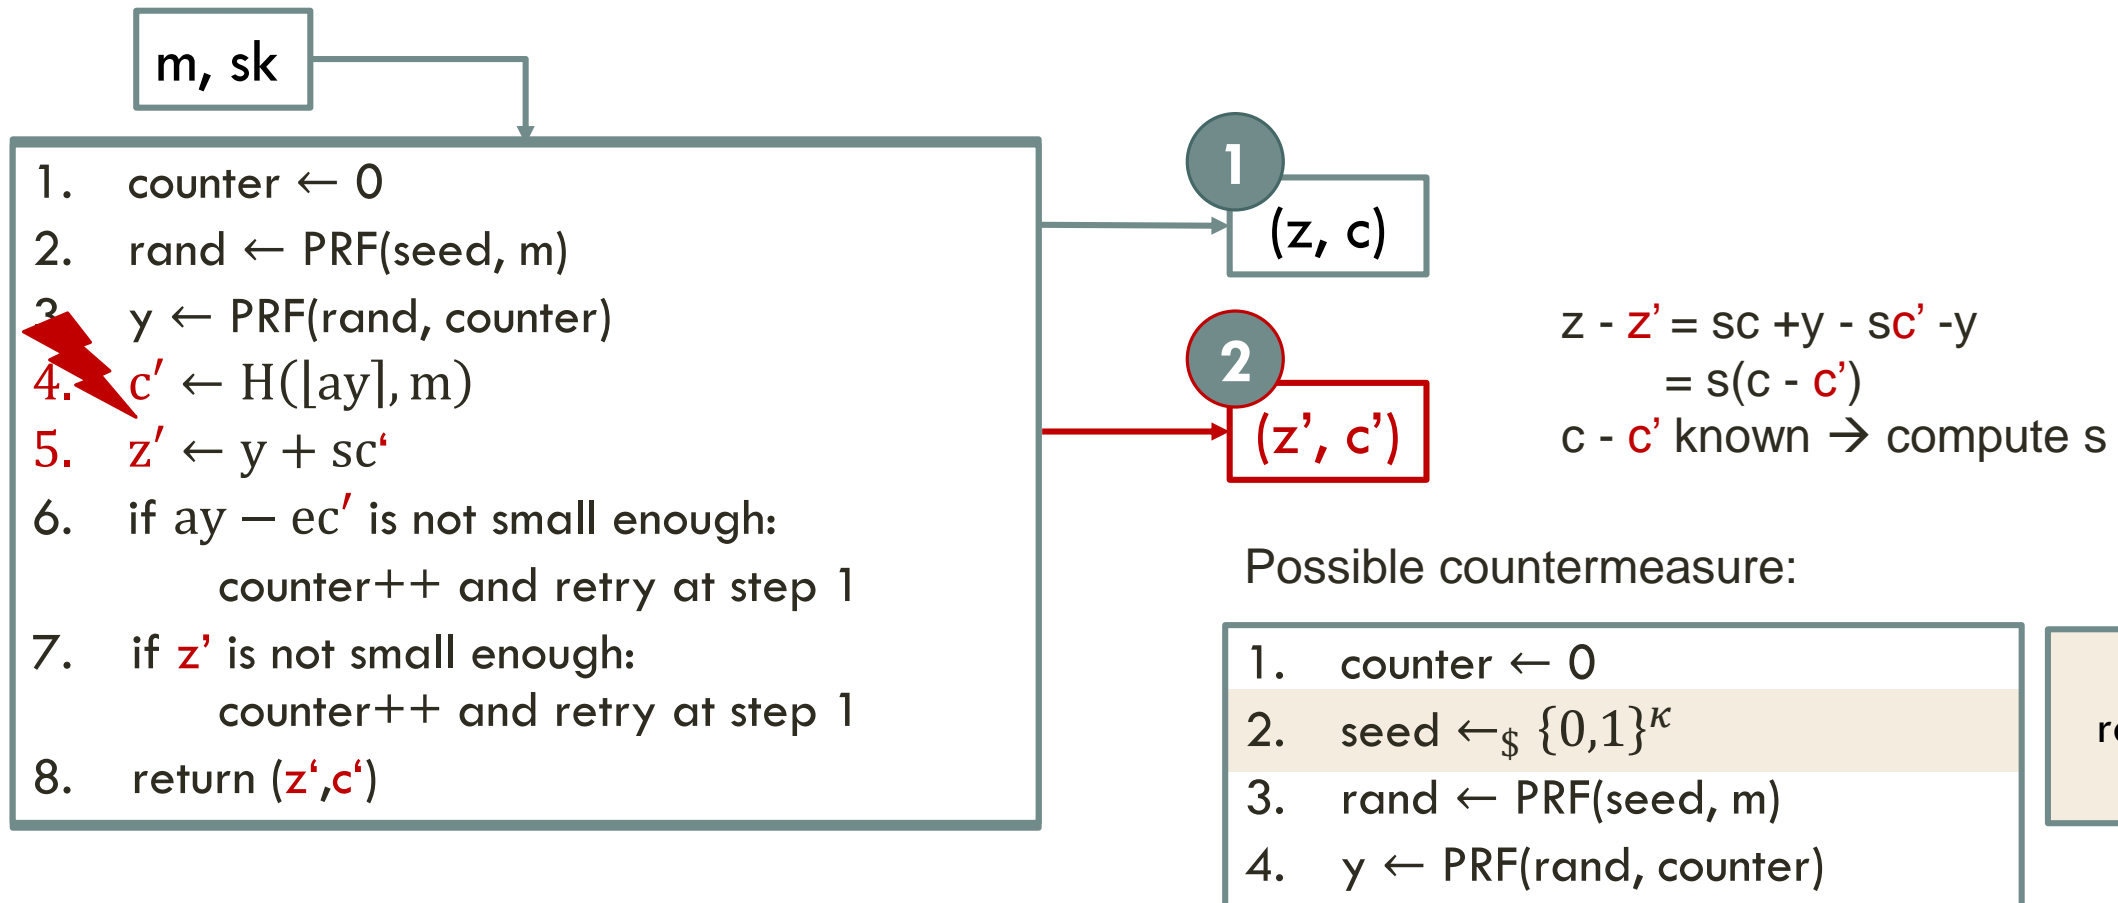 m, sk
1. counter ← 0
2. rand ← PRF(seed, m)
3. y ← PRF(rand, counter)
4. c′ ← H(⌊ay⌉, m)
5. z′ ← y + sc‘
6. if ay − ec′ is not small enough:
counter++ and retry at step 1
7. if z’ is not small enough:
counter++ and retry at step 1
8. return (z‘,c‘)
1
(z, c)
2
(z’, c’)
z - z’ = sc +y - sc’ -y
= s(c - c’)
c - c’ known → compute s
Possible countermeasure:
1. counter ← 0
2. seed ←$ {0,1}^κ
3. rand ← PRF(seed, m)
4. y ← PRF(rand, counter)